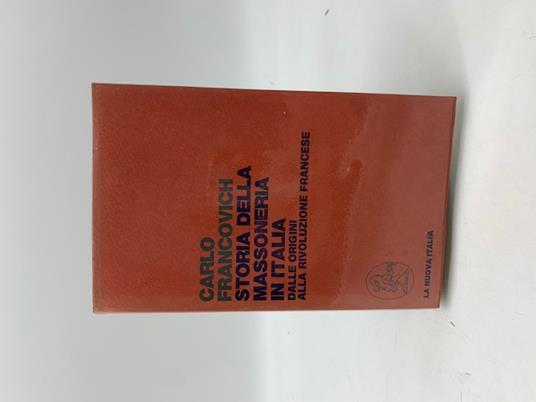 CARLO
FRANCOVICH
STORIA DELLA
MASSONERIA
IN ITALIA
DALLE ORIGINI
ALLA RIVOLUZIONE FRANCESE
LA NUOVA ITALIA